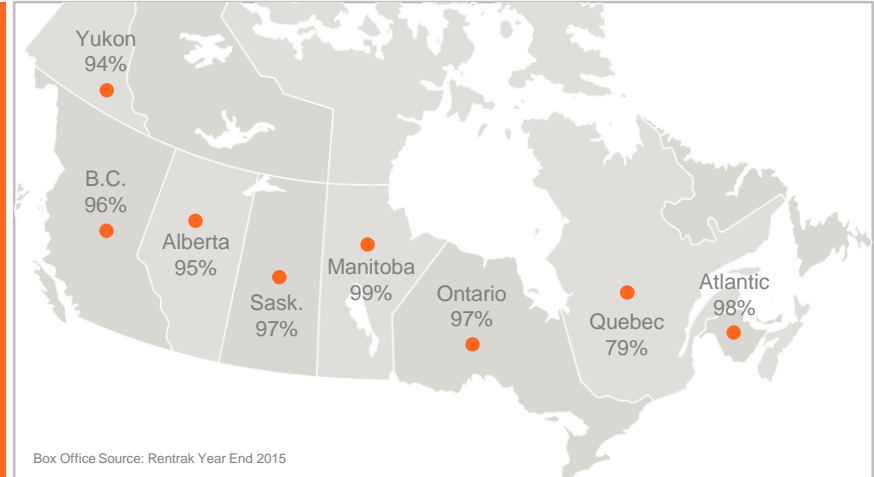 Yukon
94%
B.C.
96%
Alberta
95%
Sask.
97%
Manitoba
99%
Ontario
97%
Quebec
79%
Atlantic
98%
Box Office Source: Rentrak Year End 2015